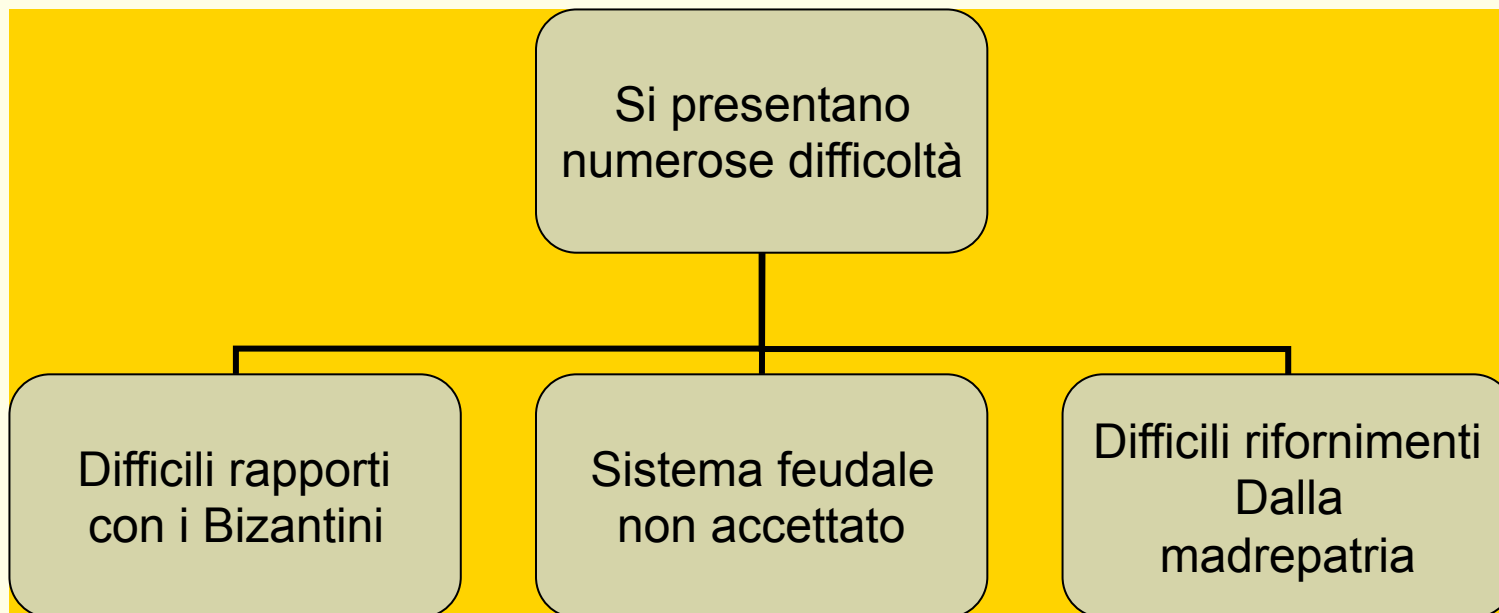 Si presentano
numerose difficoltà
Difficili rapporti
con i Bizantini
Sistema feudale
non accettato
Difficili rifornimenti
Dalla
madrepatria